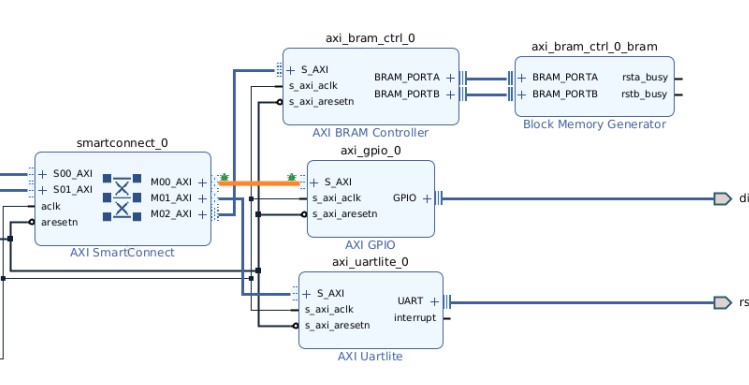 axi_bram_ctrl_0
S_AXI
s_axi_aclk
s_axi_aresetn
BRAM_PORTA
BRAM_PORTB
AXI BRAM Controller
axi_bram_ctrl_0_bram
BRAM_PORTA
BRAM_PORTB
rsta_busy
rstb_busy
Block Memory Generator
smartconnect_0
S00_AXI
S01_AXI
aclk
aresetn
M00_AXI
M01_AXI
M02_AXI
AXI SmartConnect
axi_gpio_0
S_AXI
s_axi_aclk
s_axi_aresetn
GPIO
AXI GPIO
di
axi_uartlite_0
S_AXI
s_axi_aclk
s_axi_aresetn
UART
interrupt
AXI Uartlite
rs